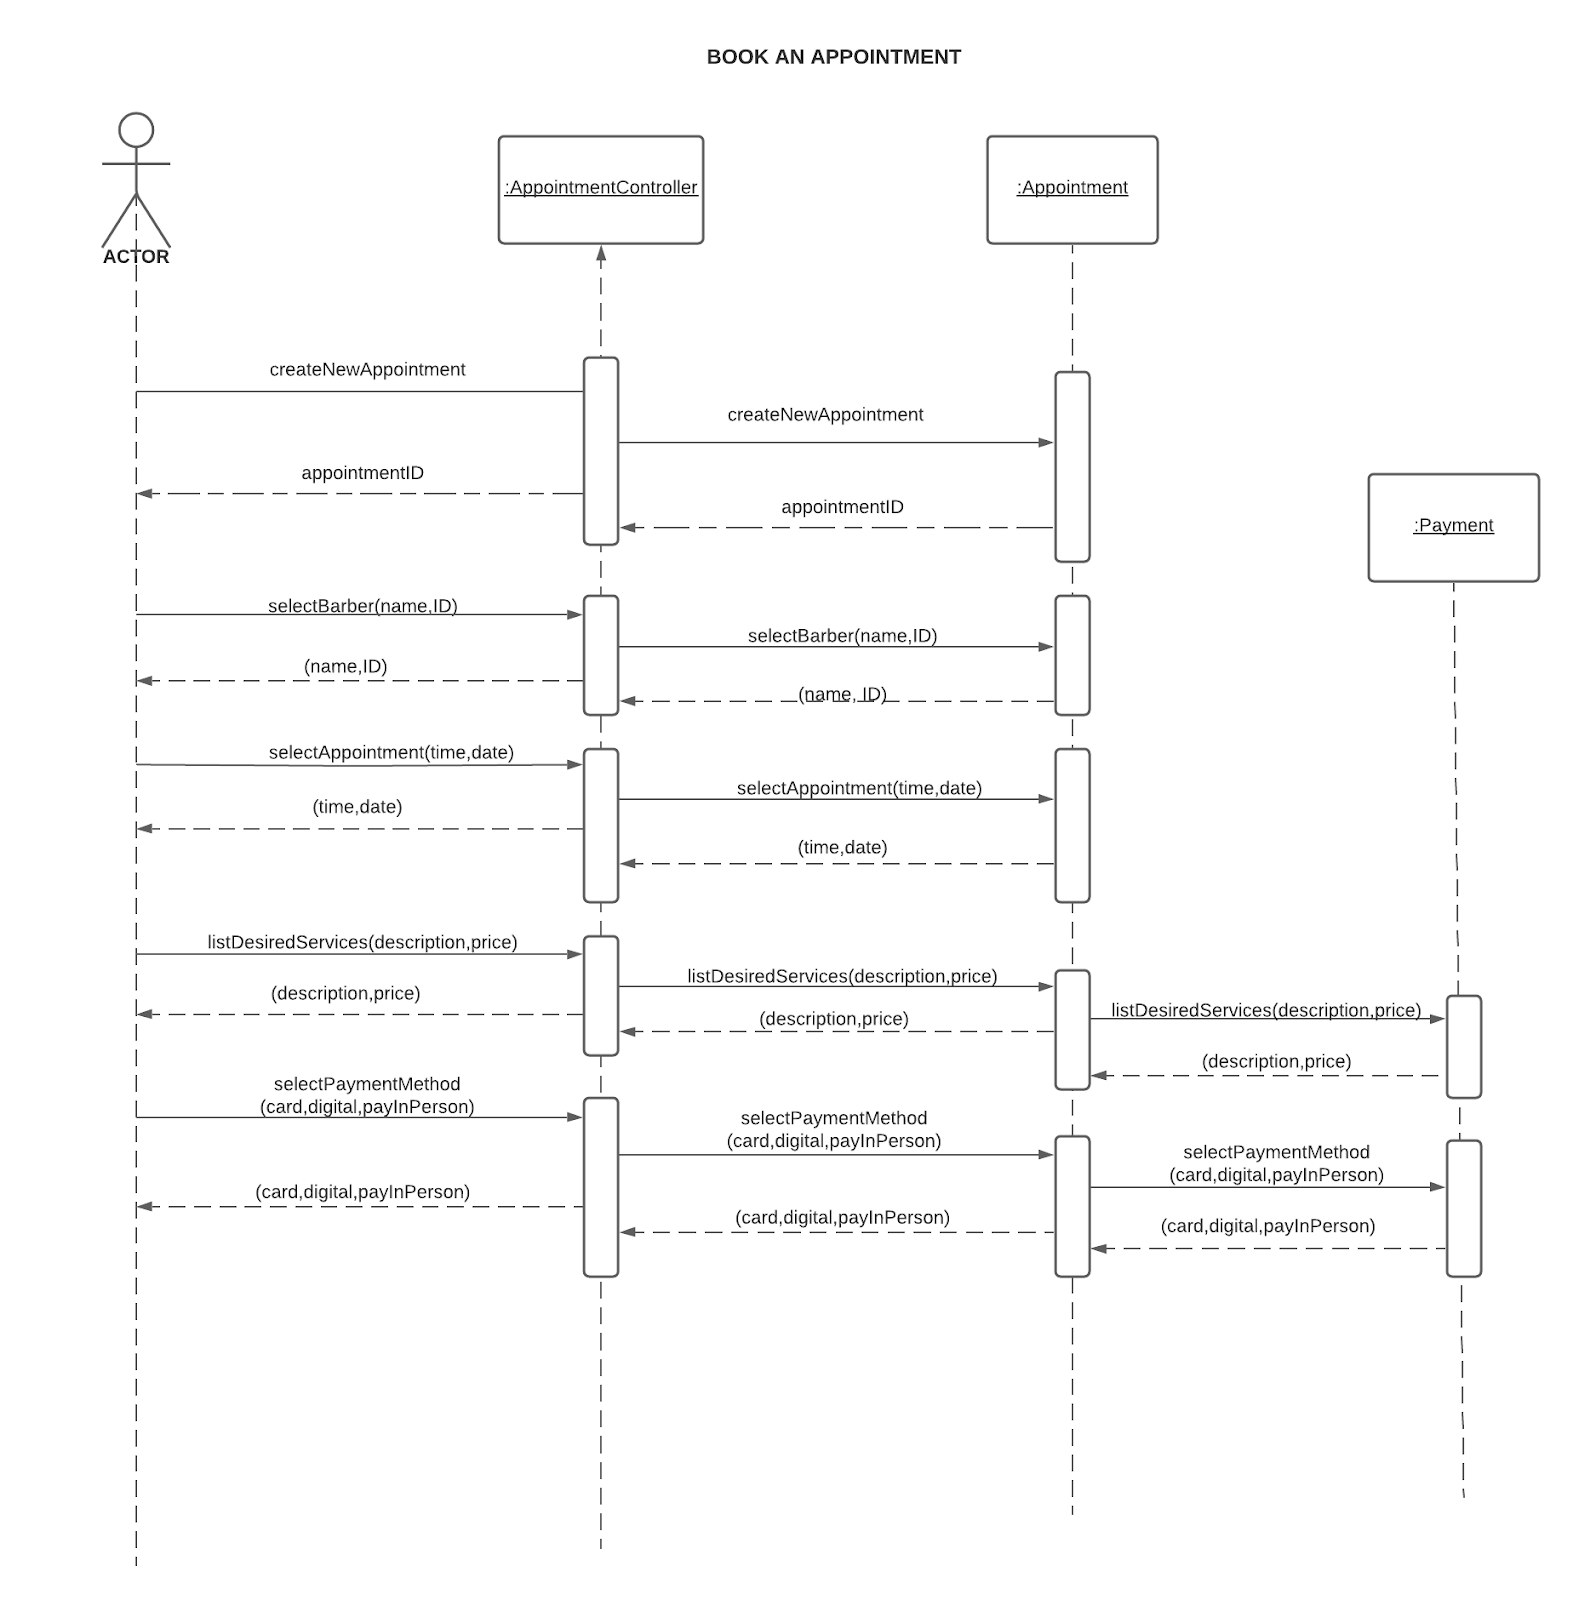 BOOK AN APPOINTMENT
:AppointmentController
:Appointment
ACTOR
createNewAppointment
createNewAppointment
appointmentID
appointmentID
:Payment
selectBarber(name,ID)
selectBarber(name,ID)
(name,ID)
(name, ID)
selectAppointment(time,date)
selectAppointment(time,date)
(time,date)
(time,date)
listDesiredServices(description,price)
listDesiredServices(description,price)
(description,price)
listDesiredServices(description,price)
(description,price)
(description,price)
selectPaymentMethod
(card,digital,payInPerson)
selectPaymentMethod
(card,digital,payInPerson)
selectPaymentMethod
(card,digital,payInPerson)
(card,digital,payInPerson)
(card,digital,payInPerson)
(card,digital,payInPerson)